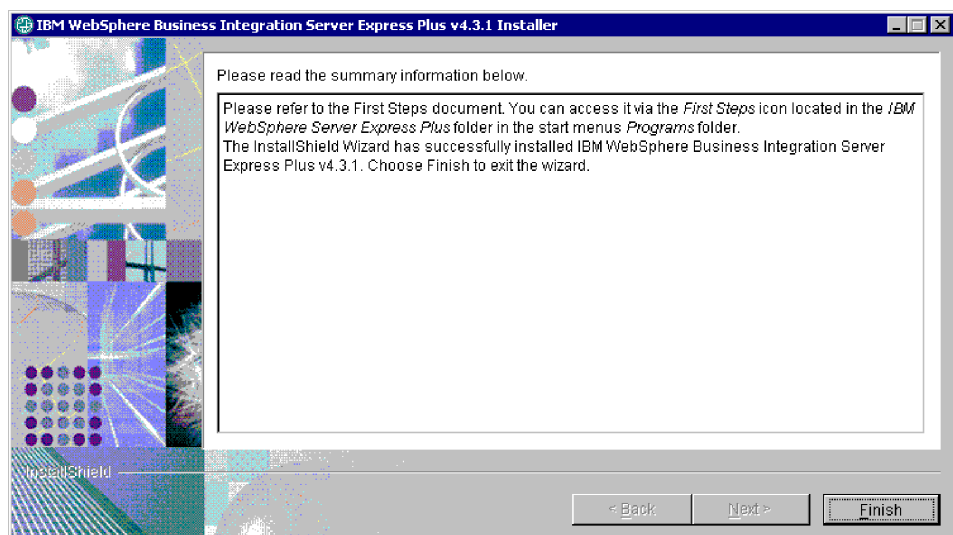 IBM WebSphere Business Integration Server Express Plus v4.3.1 Installer
Please read the summary information below.
Please refer to the First Steps document. You can access it via the First Steps icon located in the IBM
WebSphere Server Express Plus folder in the start menus Programs folder.
The InstallShield Wizard has successfully installed IBM WebSphere Business Integration Server
Express Plus v4.3.1. Choose Finish to exit the wizard.
InstallShield
< Back Next > Finish